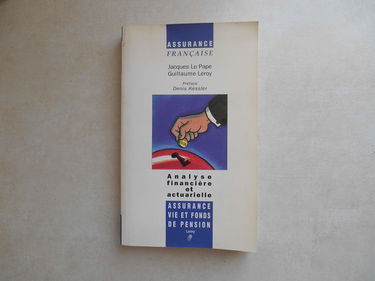 ASSURANCE
FRANÇAISE
Jacques Le Pape
Guillaume Leroy
Préface
Denis Kessler
Analyse
financière
et
actuarielle
ASSURANCE
VIE ET FONDS
DE PENSION